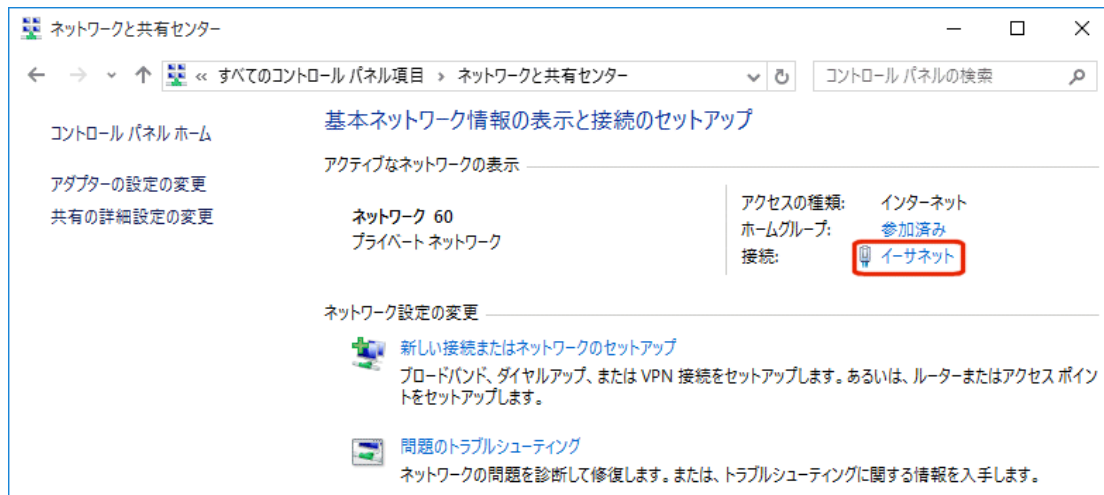 ネットワークと共有センター
« すべてのコントロール パネル項目 › ネットワークと共有センター
コントロール パネルの検索
コントロール パネル ホーム
アダプターの設定の変更
共有の詳細設定の変更
基本ネットワーク情報の表示と接続のセットアップ
アクティブなネットワークの表示
ネットワーク 60
プライベート ネットワーク
アクセスの種類: インターネット
ホームグループ: 参加済み
接続: イーサネット
ネットワーク設定の変更
新しい接続またはネットワークのセットアップ
ブロードバンド、ダイヤルアップ、または VPN 接続をセットアップします。あるいは、ルーターまたはアクセス ポイン
トをセットアップします。
問題のトラブルシューティング
ネットワークの問題を診断して修復します。または、トラブルシューティングに関する情報を入手します。